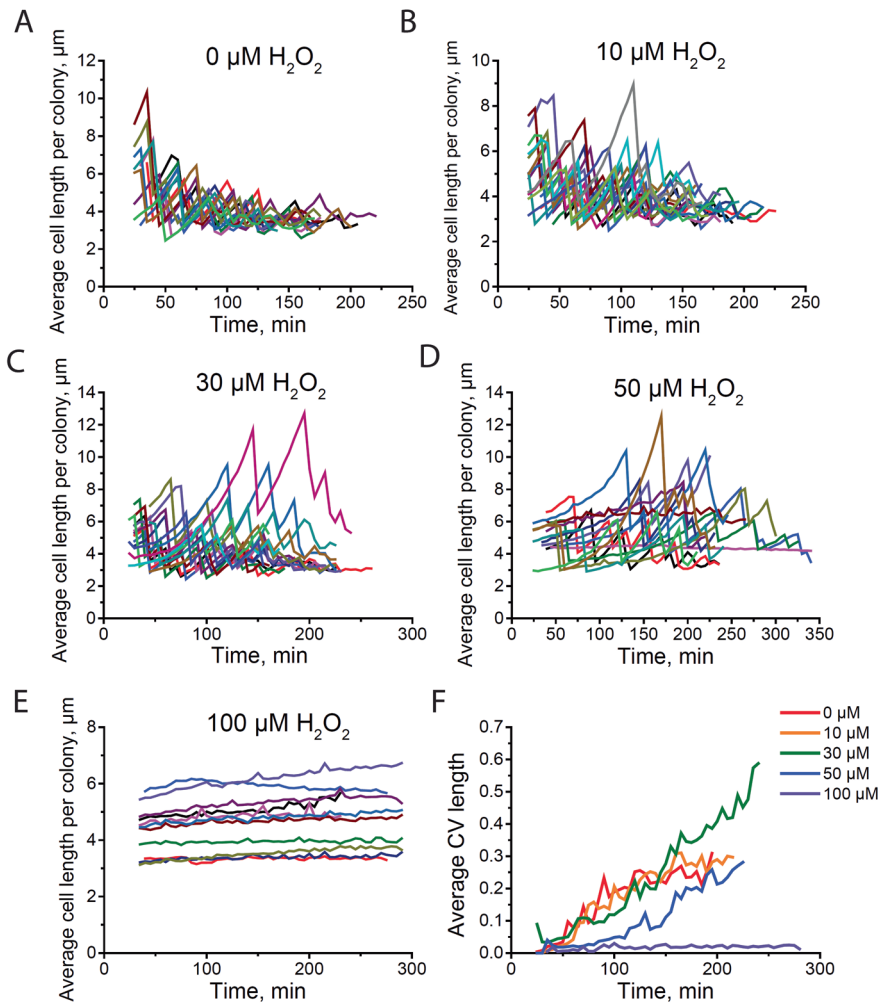 A
0 µM H₂O₂
Average cell length per colony, µm
12
10
8
6
4
2
0
0 50 100 150 200 250
Time, min
B
10 µM H₂O₂
Average cell length per colony, µm
10
8
6
4
2
0
0 50 100 150 200 250
Time, min
C
30 µM H₂O₂
Average cell length per colony, µm
14
12
10
8
6
4
2
0
0 100 200 300
Time, min
D
50 µM H₂O₂
Average cell length per colony, µm
14
12
10
8
6
4
2
0
0 50 100 150 200 250 300 350
Time, min
E
100 µM H₂O₂
Average cell length per colony, µm
8
6
4
2
0
0 100 200 300
Time, min
F
Average CV length
0.7
0.6
0.5
0.4
0.3
0.2
0.1
0.0
0 100 200 300
Time, min
0 µM
10 µM
30 µM
50 µM
100 µM